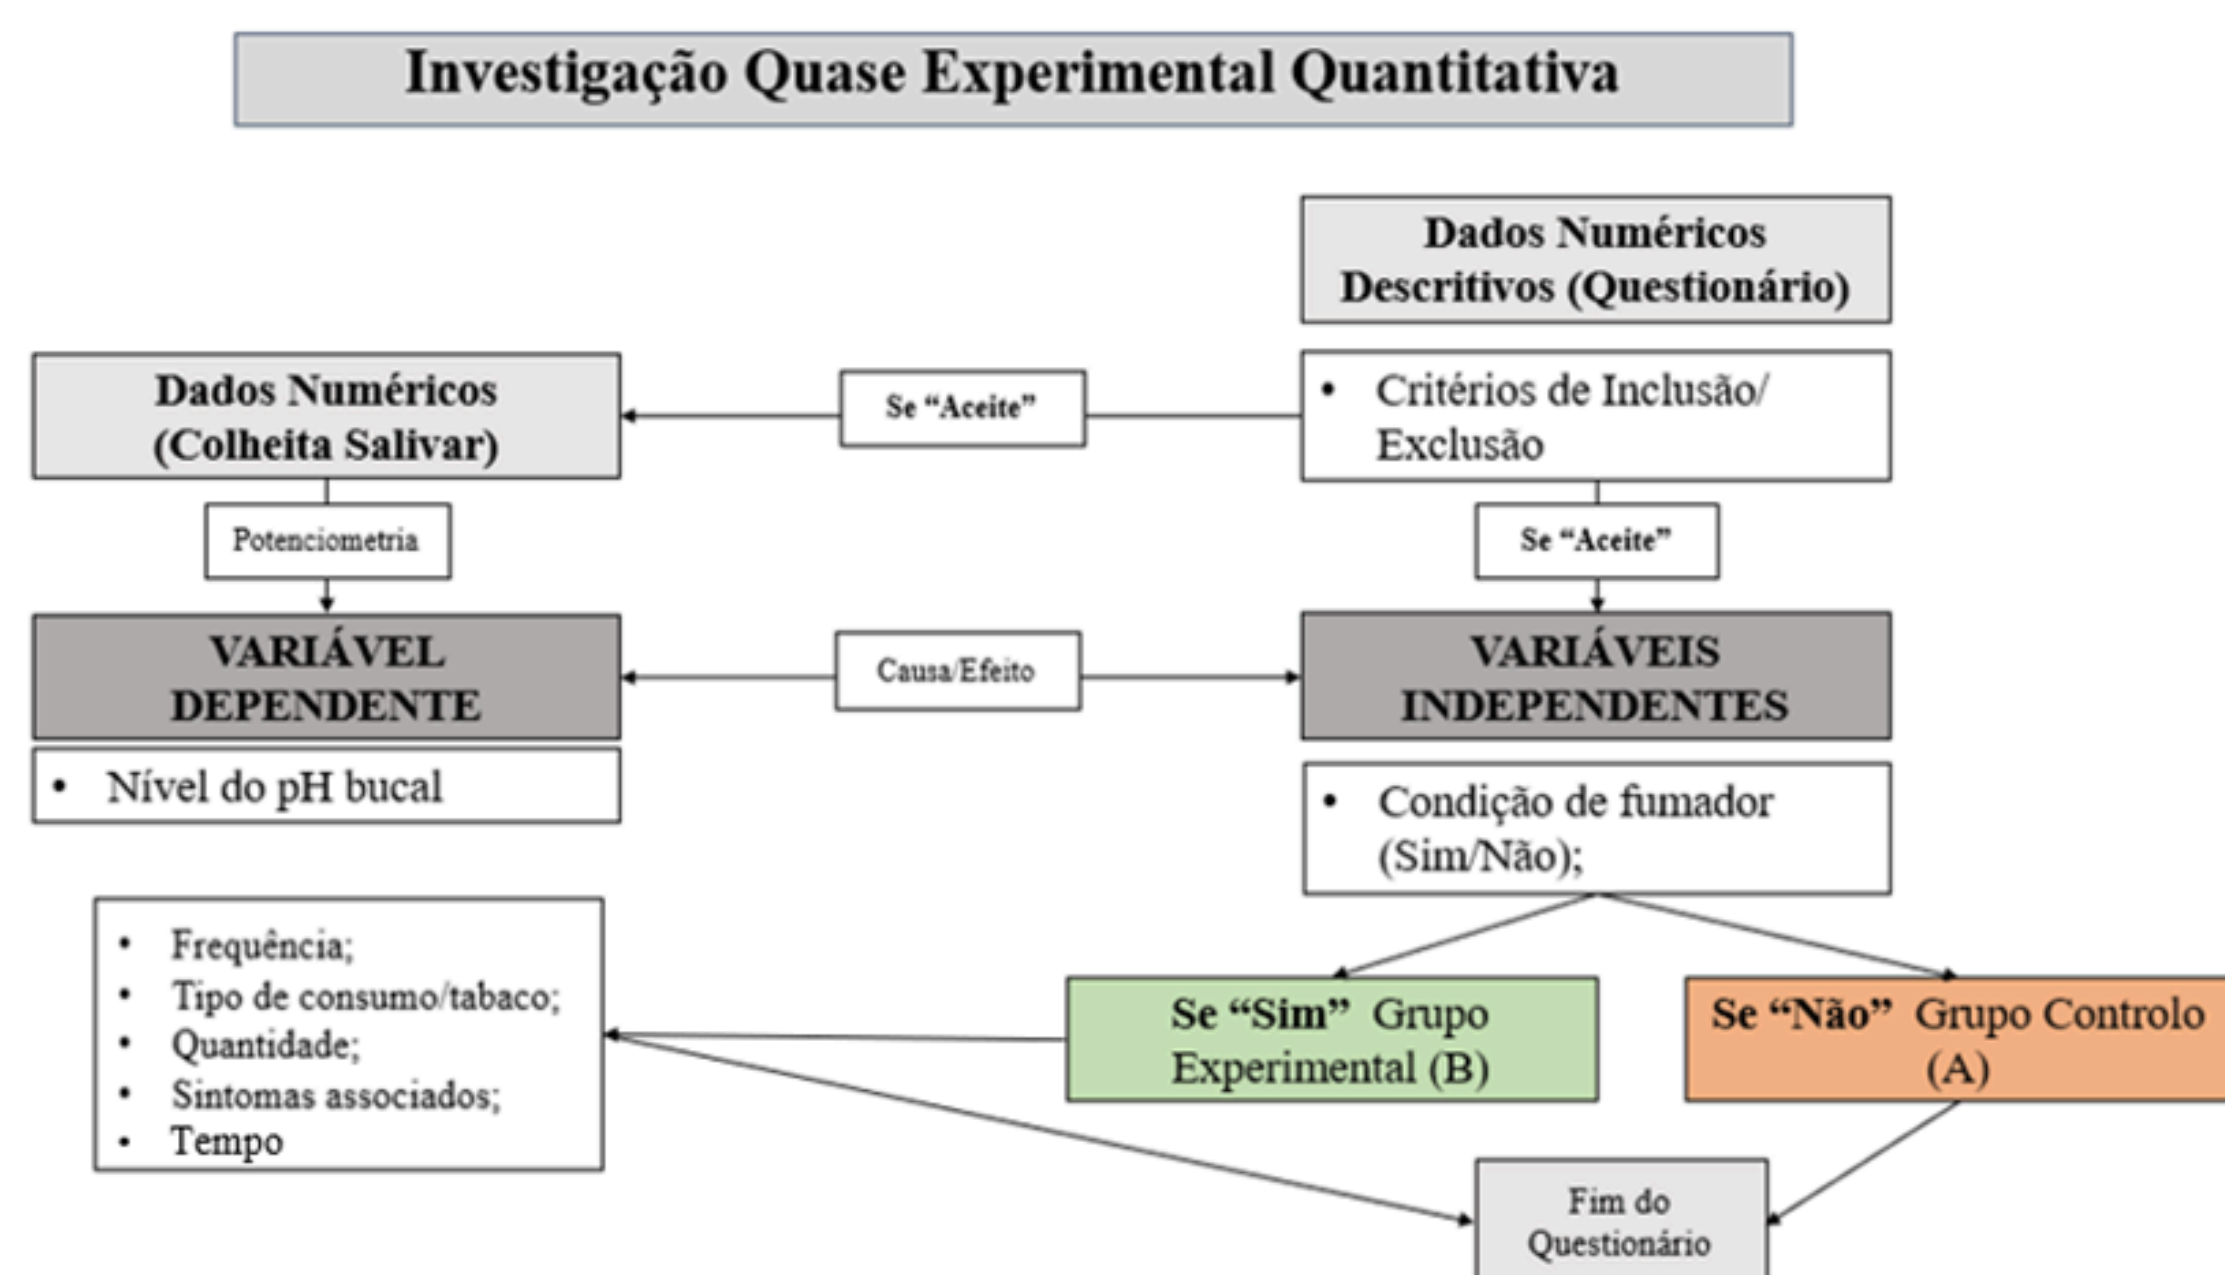 Investigação Quase Experimental Quantitativa
Dados Numéricos
Descritivos (Questionário)
Dados Numéricos
(Colheita Salivar)
Se “Aceite”
• Critérios de Inclusão/
Exclusão
Potenciometria
Se “Aceite”
VARIÁVEL
DEPENDENTE
Causa/Efeito
VARIÁVEIS
INDEPENDENTES
• Nível do pH bucal
• Condição de fumador
(Sim/Não);
• Frequência;
• Tipo de consumo/tabaco;
• Quantidade;
• Sintomas associados;
• Tempo
Se “Sim” Grupo
Experimental (B)
Se “Não” Grupo Controlo
(A)
Fim do
Questionário